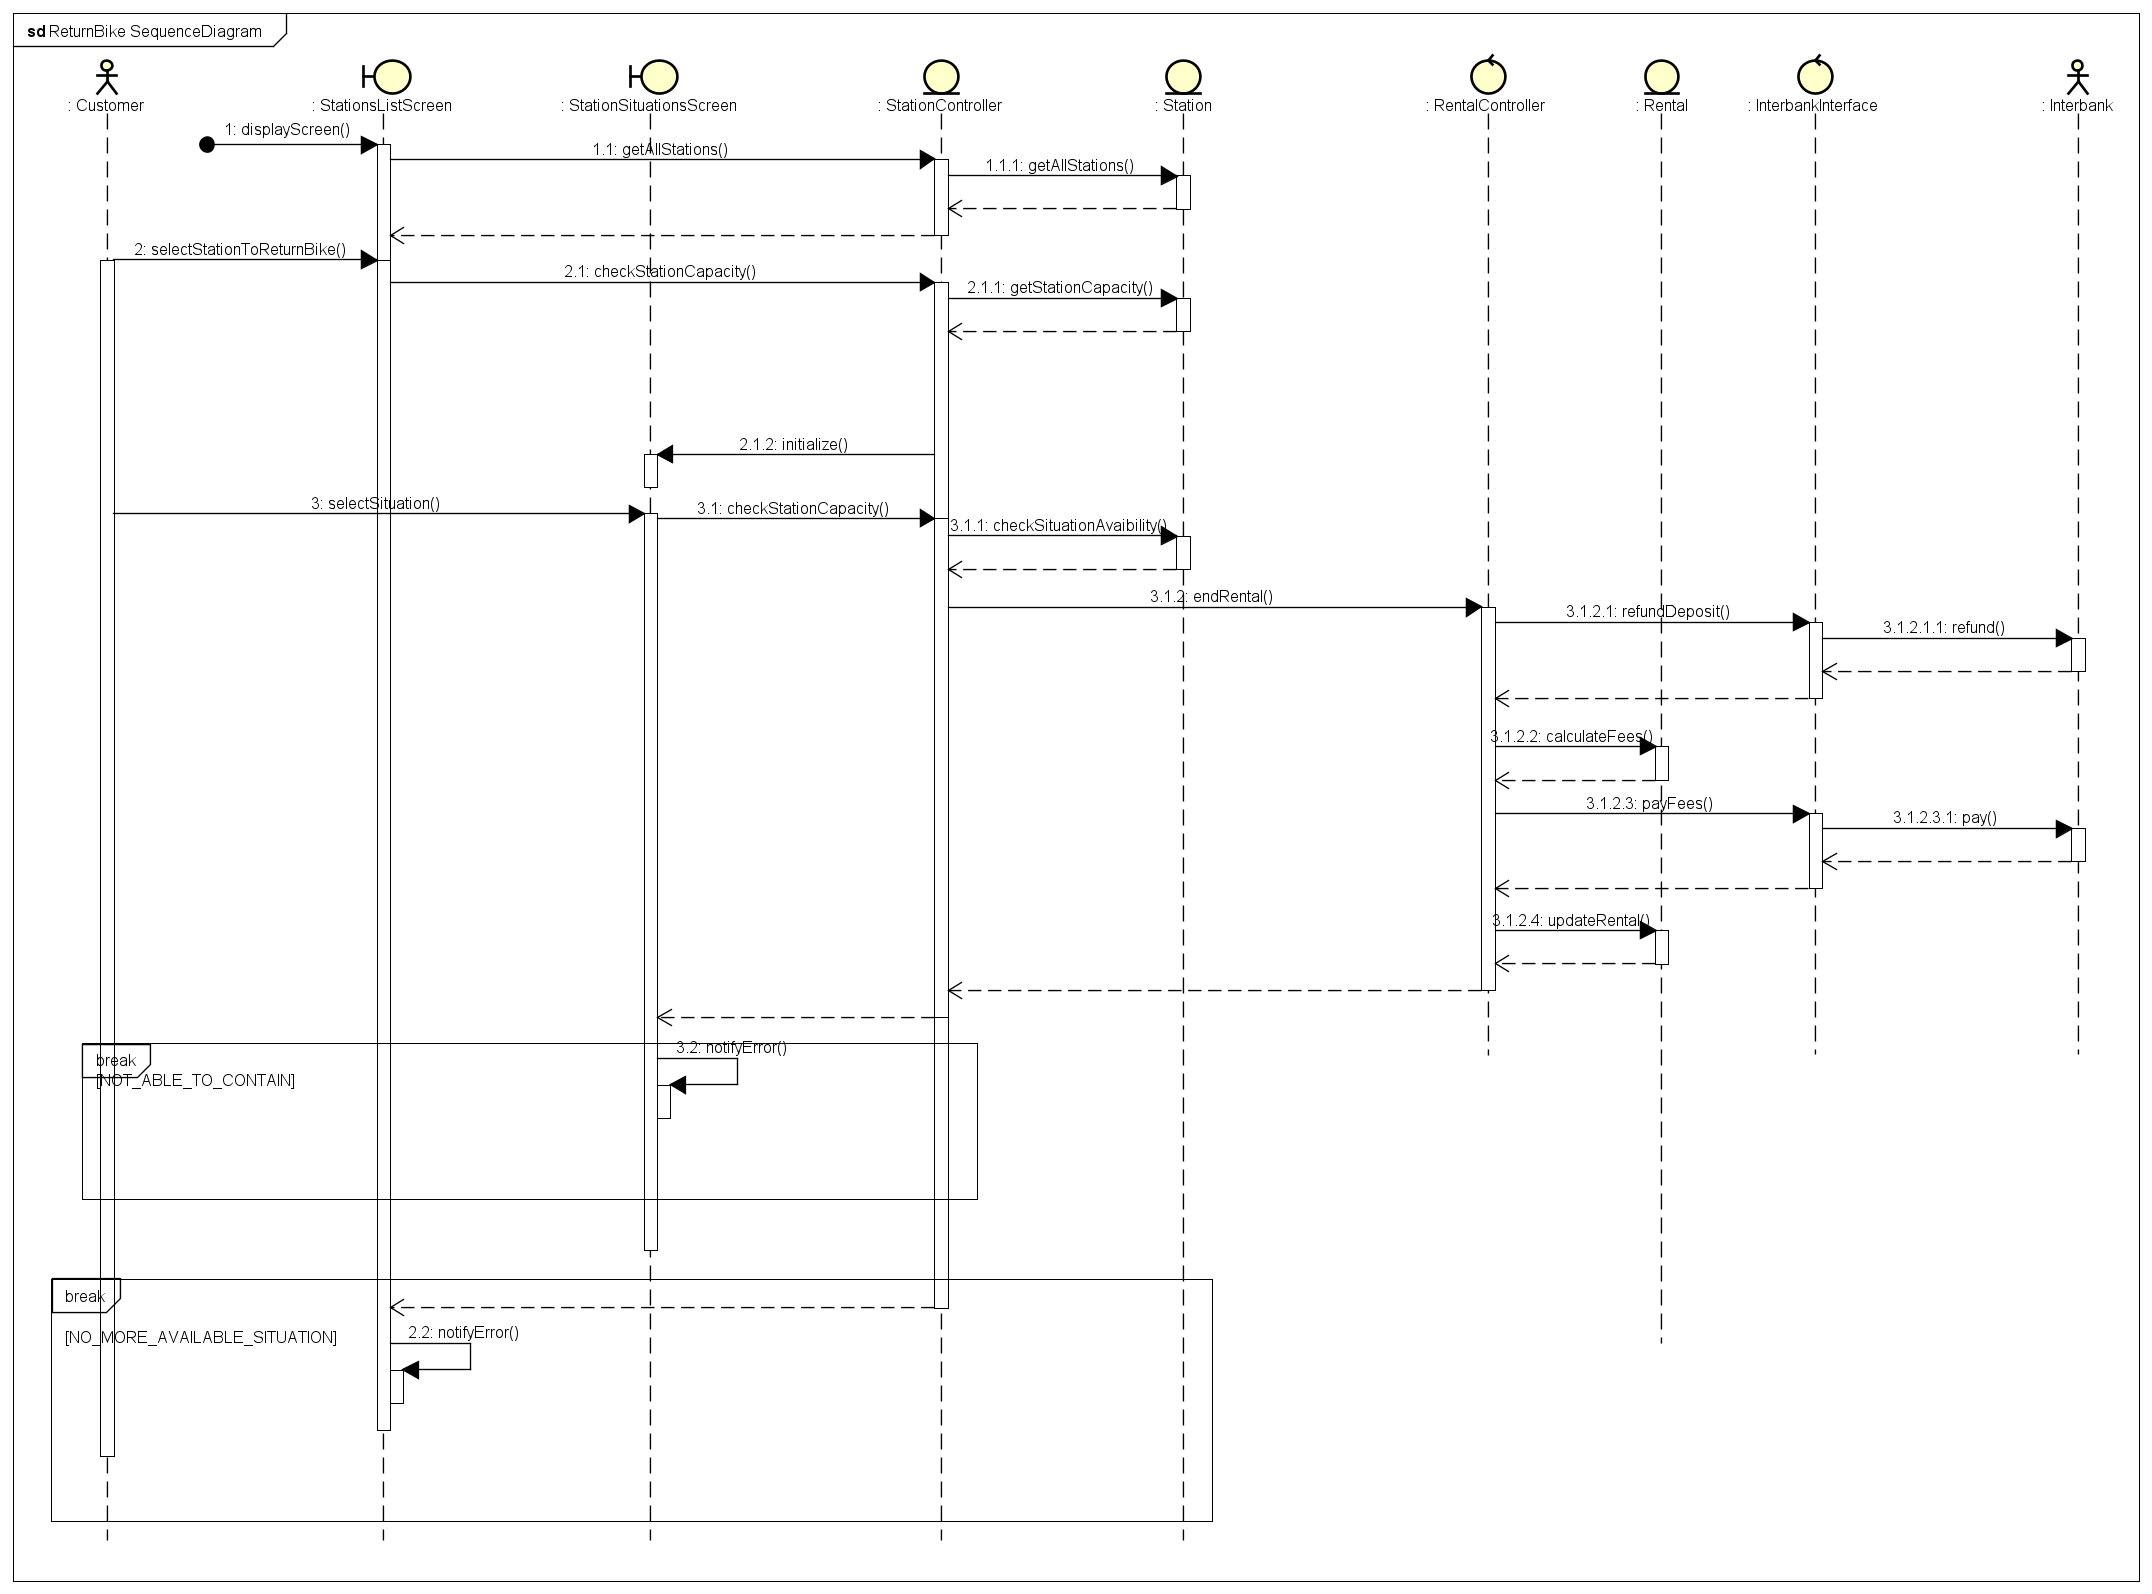 sd ReturnBike SequenceDiagram
: Customer
: StationsListScreen
: StationSituationsScreen
: StationController
: Station
: RentalController
: Rental
: InterbankInterface
: Interbank
1: displayScreen()
1.1: getAllStations()
1.1.1: getAllStations()
2: selectStationToReturnBike()
2.1: checkStationCapacity()
2.1.1: getStationCapacity()
2.1.2: initialize()
3: selectSituation()
3.1: checkStationCapacity()
3.1.1: checkSituationAvaibility()
3.1.2: endRental()
3.1.2.1: refundDeposit()
3.1.2.1.1: refund()
3.1.2.2: calculateFees()
3.1.2.3: payFees()
3.1.2.3.1: pay()
3.1.2.4: updateRental()
break
3.2: notifyError()
[NOT_ABLE_TO_CONTAIN]
break
2.2: notifyError()
[NO_MORE_AVAILABLE_SITUATION]